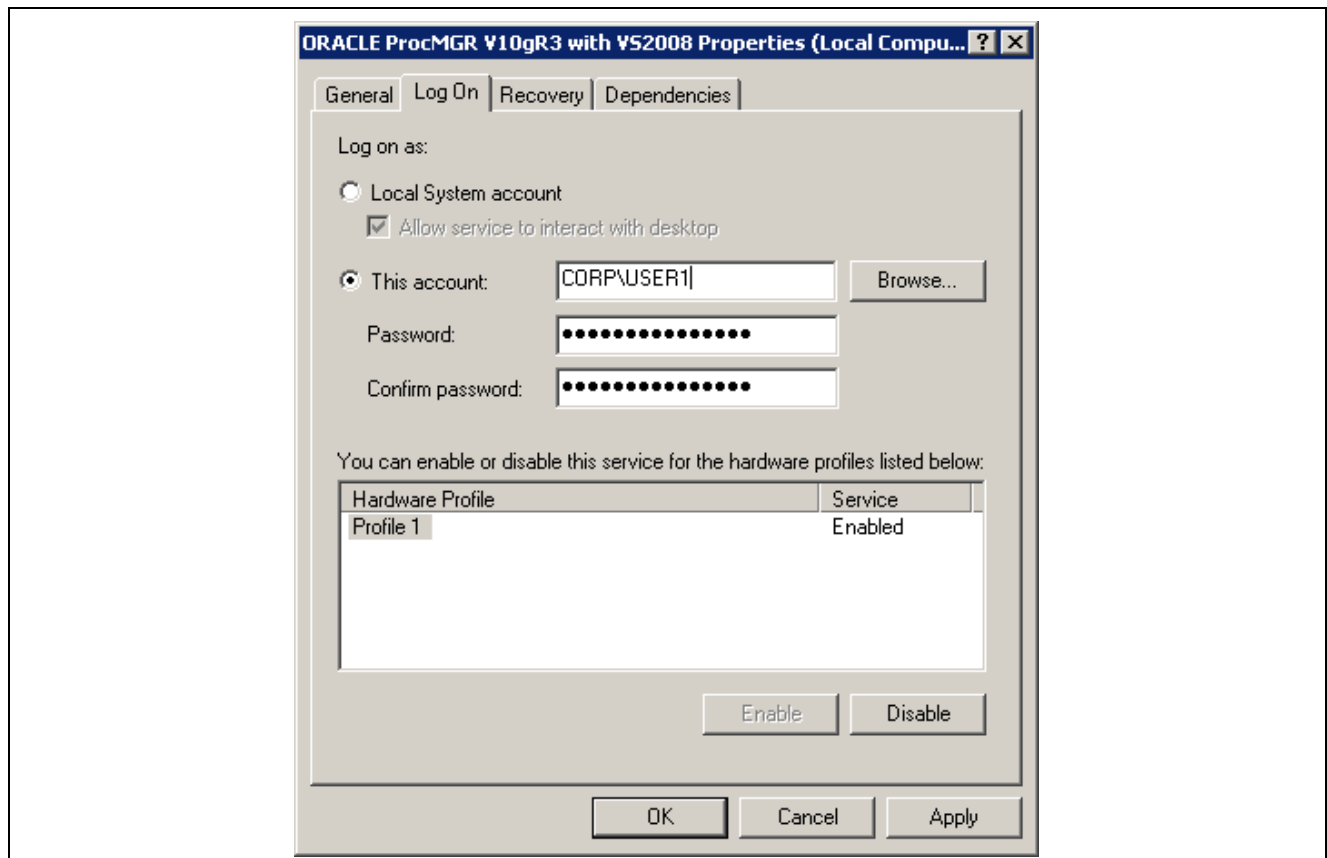 ORACLE ProcMGR V10gR3 with VS2008 Properties (Local Compu... ? X
General Log On Recovery Dependencies
Log on as:
Local System account
Allow service to interact with desktop
This account: CORP\USER1 Browse...
Password: •••••••••••••••
Confirm password: •••••••••••••••
You can enable or disable this service for the hardware profiles listed below:
Hardware Profile Service
Profile 1 Enabled
Enable Disable
OK Cancel Apply